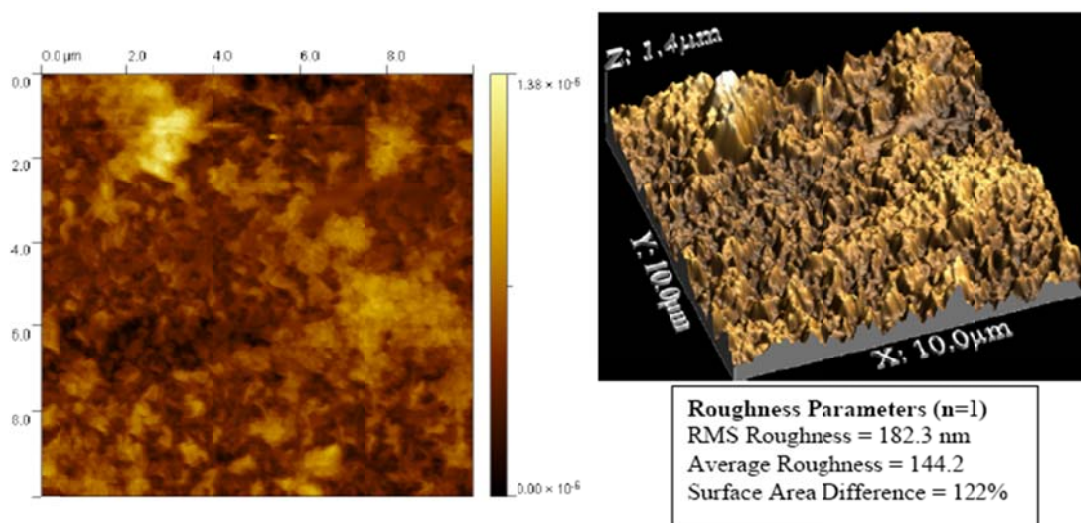 0.0 µm 2.0 4.0 6.0 8.0
0.0
2.0
4.0
6.0
8.0
1.38 × 10⁻⁶
0.00 × 10⁻⁶
Z: 1.4µm
Y: 10.0µm
X: 10.0µm
Roughness Parameters (n=1)
RMS Roughness = 182.3 nm
Average Roughness = 144.2
Surface Area Difference = 122%